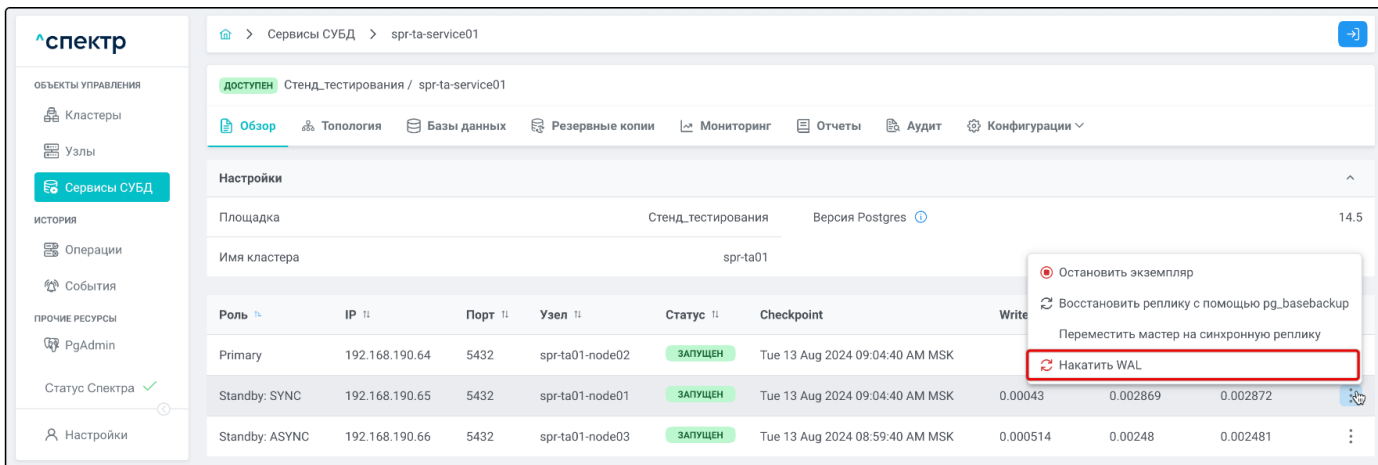 ^спектр
ОБЪЕКТЫ УПРАВЛЕНИЯ
Кластеры
Узлы
Сервисы СУБД
ИСТОРИЯ
Операции
События
ПРОЧИЕ РЕСУРСЫ
PgAdmin
Статус Спектра
Настройки
> Сервисы СУБД > spr-ta-service01
ДОСТУПЕН Стенд_тестирования / spr-ta-service01
Обзор Топология Базы данных Резервные копии Мониторинг Отчеты Аудит Конфигурации
Настройки
Площадка Стенд_тестирования Версия Postgres 14.5
Имя кластера spr-ta01
Остановить экземпляр
Восстановить реплику с помощью pg_basebackup
Переместить мастер на синхронную реплику
Накатить WAL
Роль IP Порт Узел Статус Checkpoint Write
Primary 192.168.190.64 5432 spr-ta01-node02 ЗАПУЩЕН Tue 13 Aug 2024 09:04:40 AM MSK
Standby: SYNC 192.168.190.65 5432 spr-ta01-node01 ЗАПУЩЕН Tue 13 Aug 2024 09:04:40 AM MSK 0.00043 0.002869 0.002872
Standby: ASYNC 192.168.190.66 5432 spr-ta01-node03 ЗАПУЩЕН Tue 13 Aug 2024 08:59:40 AM MSK 0.000514 0.00248 0.002481